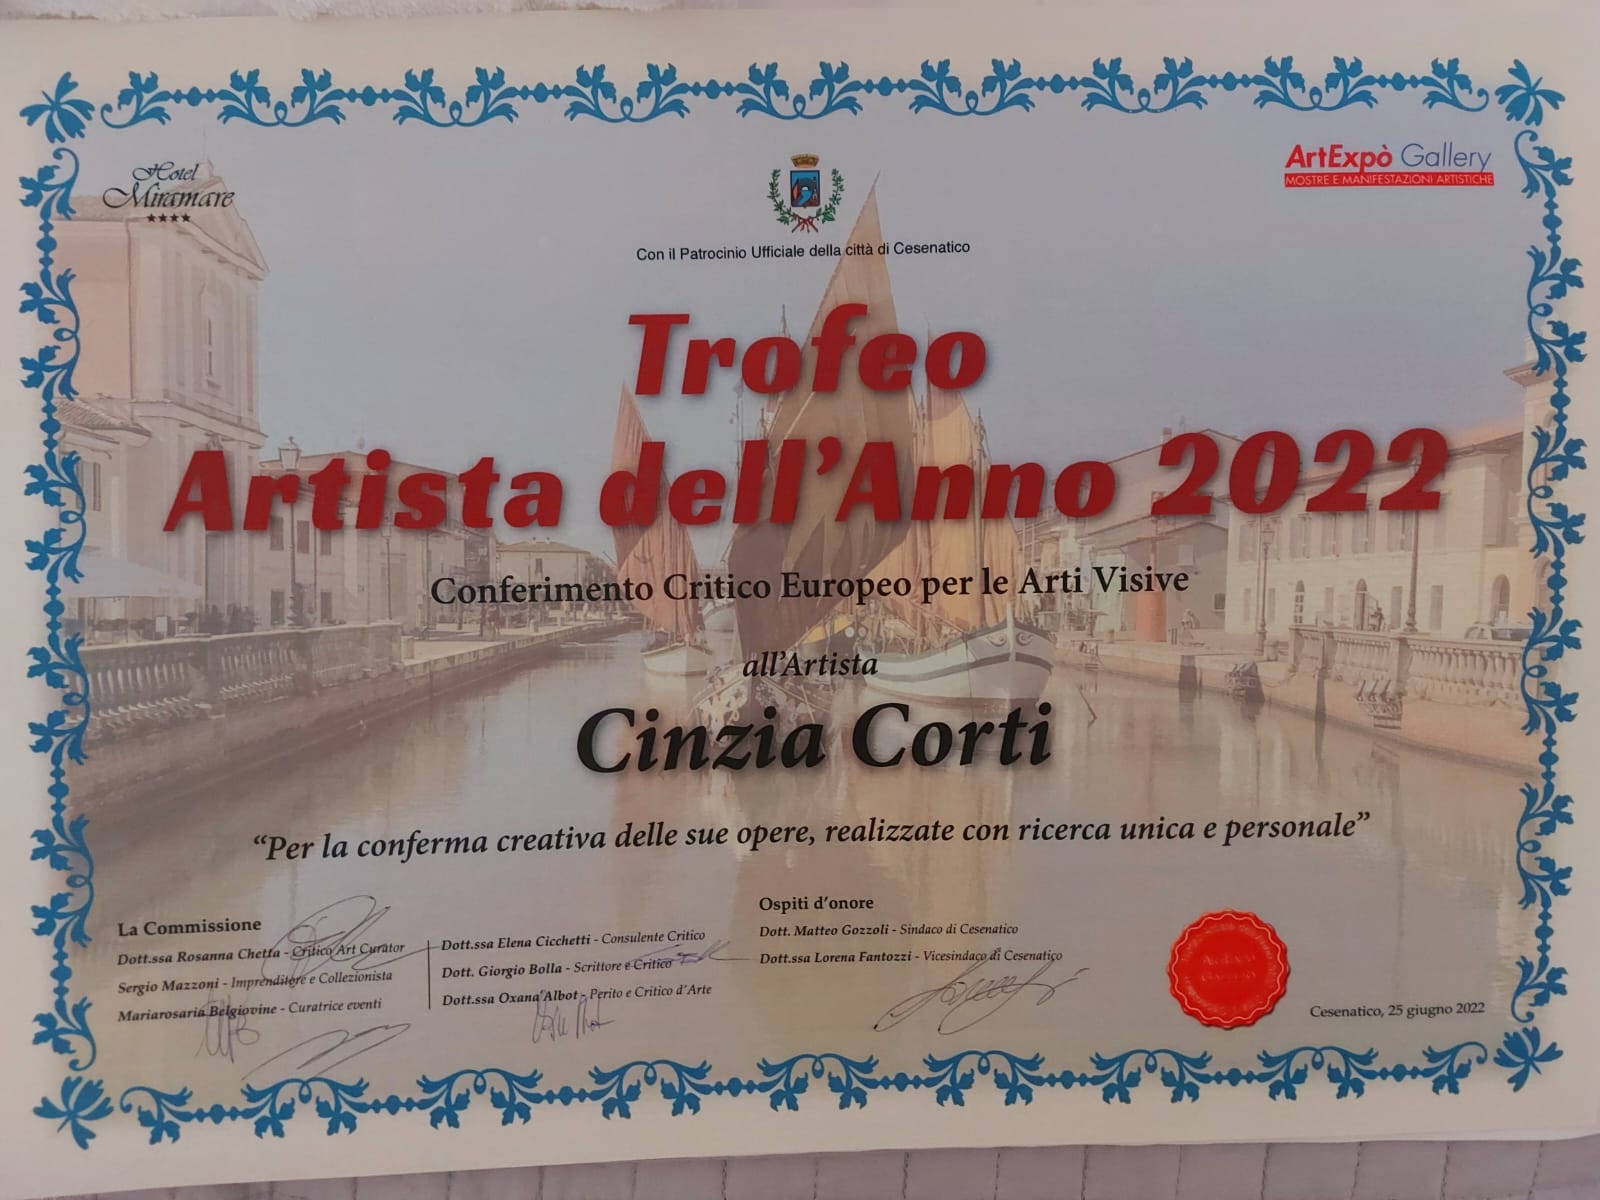 Hotel
Miramare
ArtExpò Gallery
MOSTRE E MANIFESTAZIONI ARTISTICHE
Con il Patrocinio Ufficiale della città di Cesenatico
Trofeo
Artista dell'Anno 2022
Conferimento Critico Europeo per le Arti Visive
all'Artista
Cinzia Corti
“Per la conferma creativa delle sue opere, realizzate con ricerca unica e personale”
La Commissione
Dott.ssa Rosanna Chetta - Critico Art Curator
Sergio Mazzoni - Imprenditore e Collezionista
Mariarosaria Belgiovine - Curatrice eventi
Dott.ssa Elena Cicchetti - Consulente Critico
Dott. Giorgio Bolla - Scrittore e Critico
Dott.ssa Oxana Albot - Perito e Critico d'Arte
Ospiti d'onore
Dott. Matteo Gozzoli - Sindaco di Cesenatico
Dott.ssa Lorena Fantozzi - Vicesindaco di Cesenatico
Cesenatico, 25 giugno 2022